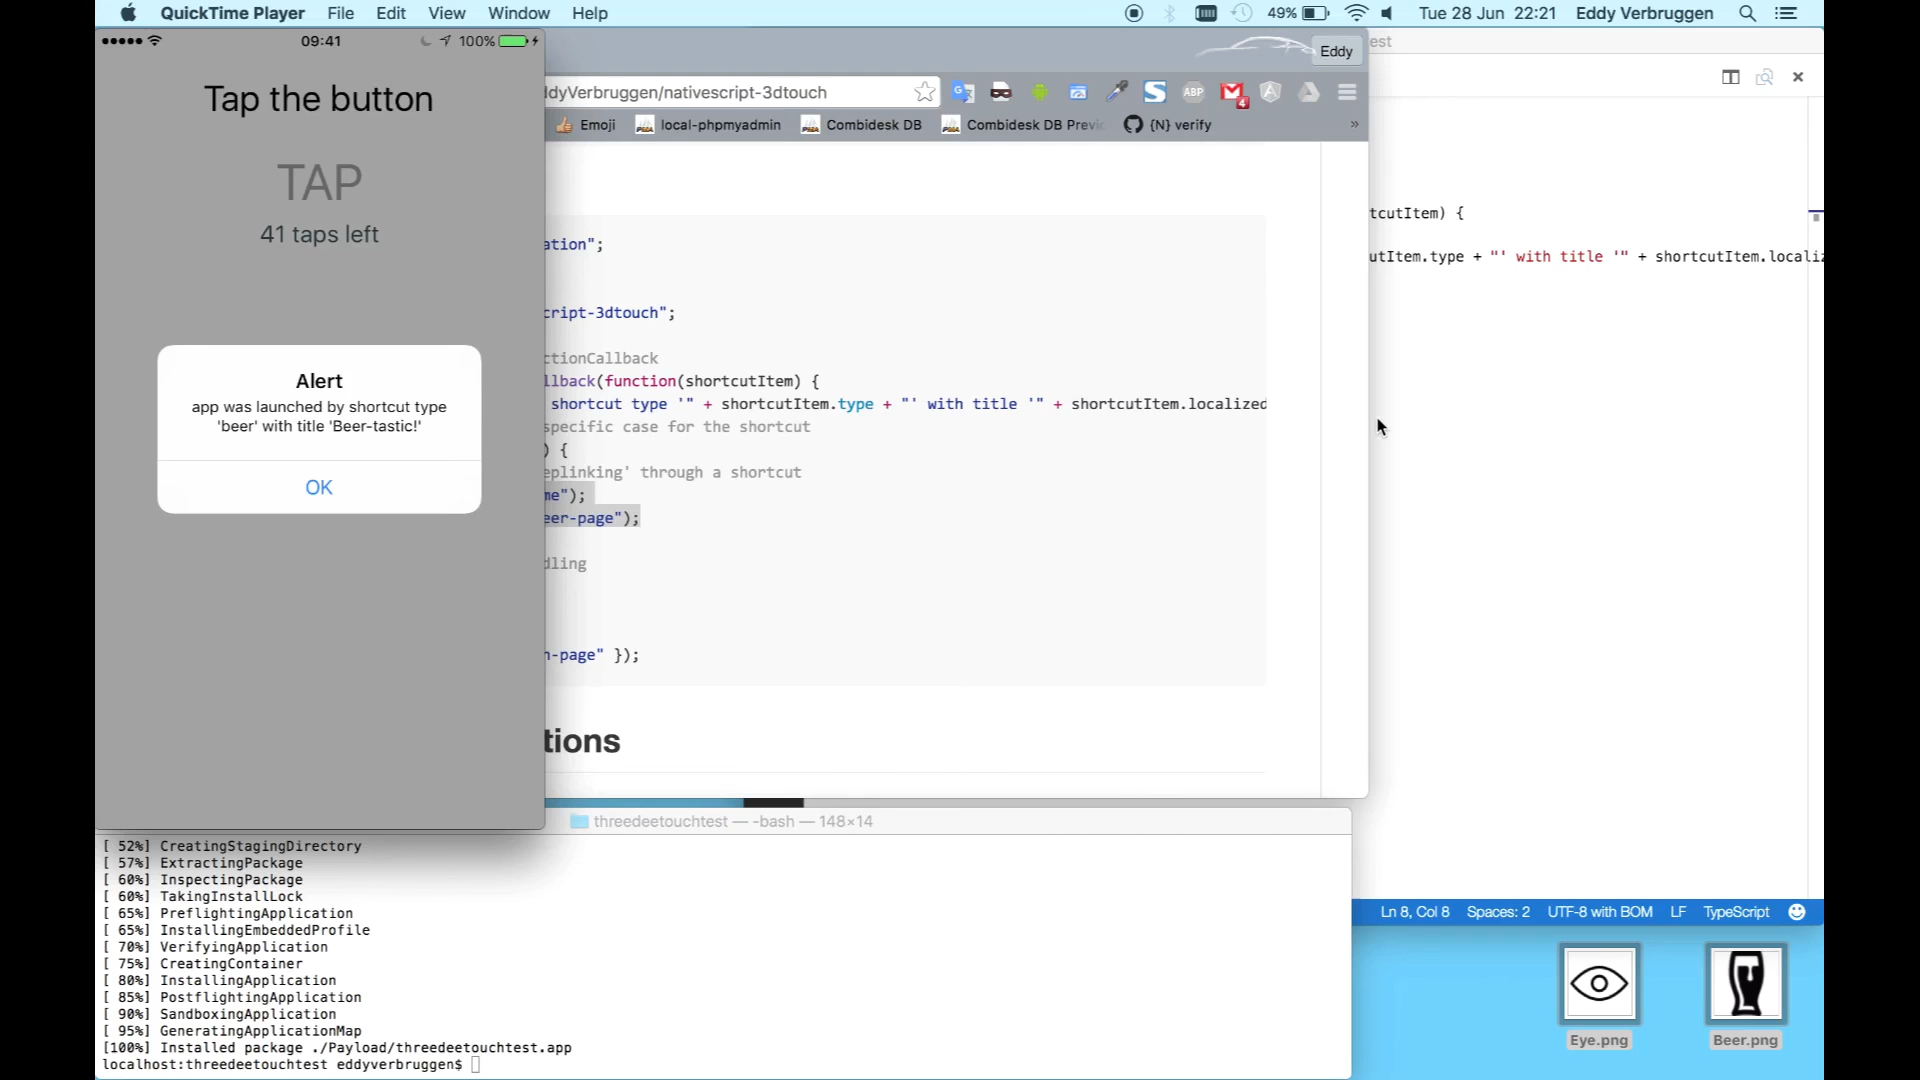 QuickTime Player File Edit View Window Help
49% Tue 28 Jun 22:21 Eddy Verbruggen
09:41
100%
Tap the button
TAP
41 taps left
Alert
app was launched by shortcut type
'beer' with title 'Beer-tastic!'
OK
Eddy
ddyVerbruggen/nativescript-3dtouch
ABP
4
Emoji local-phpmyadmin Combidesk DB Combidesk DB Previ {N} verify »
ation";
cript-3dtouch";
ctionCallback
llback(function(shortcutItem) {
shortcut type '" + shortcutItem.type + "' with title '" + shortcutItem.localized
specific case for the shortcut
) {
eplinking' through a shortcut
me");
eer-page");
dling
n-page" });
tions
est
tcutItem) {
utItem.type + "' with title '" + shortcutItem.localiz
Ln 8, Col 8 Spaces: 2 UTF-8 with BOM LF TypeScript
threedeetouchtest — -bash — 148×14
[ 52%] CreatingStagingDirectory
[ 57%] ExtractingPackage
[ 60%] InspectingPackage
[ 60%] TakingInstallLock
[ 65%] PreflightingApplication
[ 65%] InstallingEmbeddedProfile
[ 70%] VerifyingApplication
[ 75%] CreatingContainer
[ 80%] InstallingApplication
[ 85%] PostflightingApplication
[ 90%] SandboxingApplication
[ 95%] GeneratingApplicationMap
[100%] Installed package ./Payload/threedeetouchtest.app
localhost:threedeetouchtest eddyverbruggen$
Eye.png
Beer.png